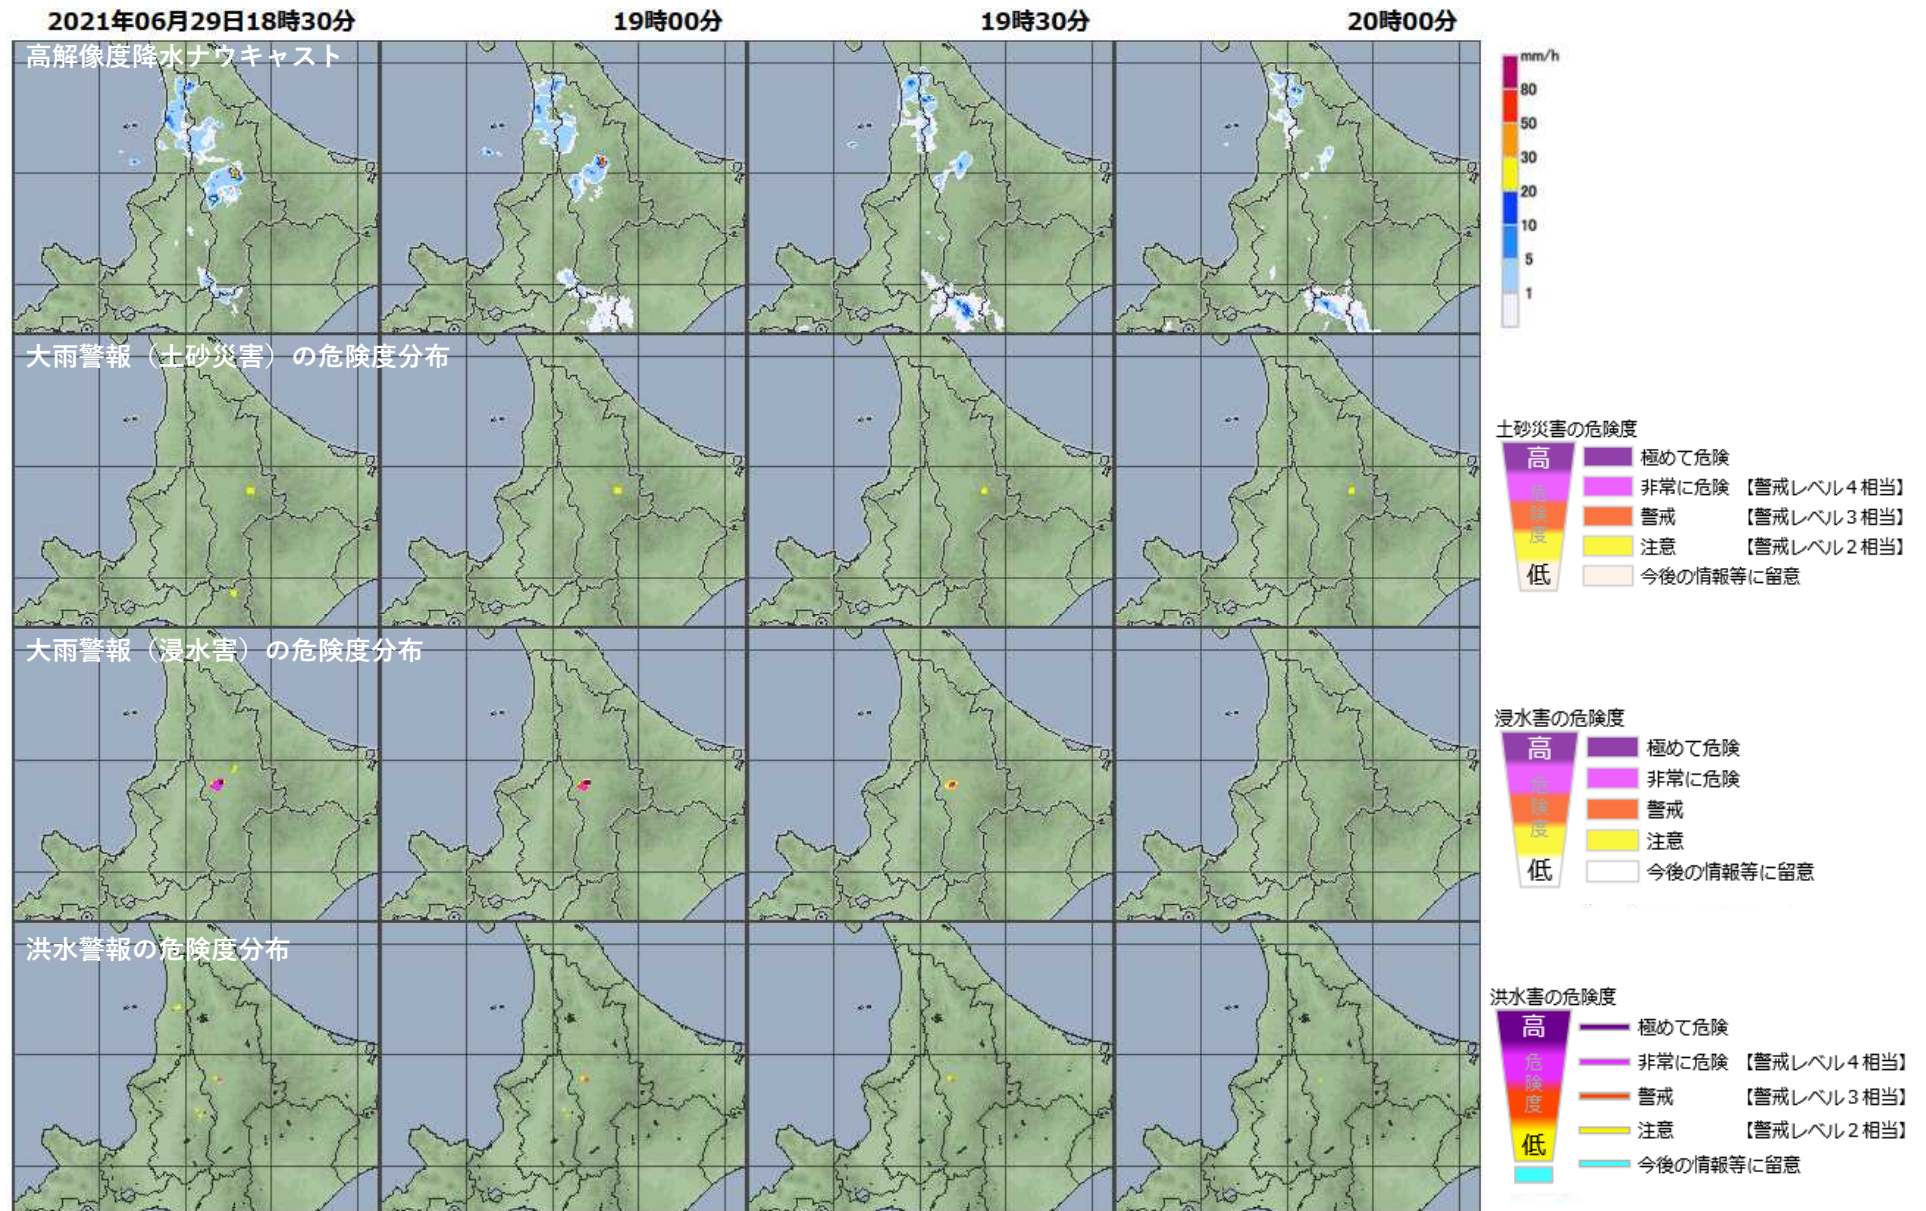 2021年06月29日18時30分
19時00分
19時30分
20時00分
高解像度降水ナウキャスト
mm/h
80
50
30
20
10
5
1
大雨警報（土砂災害）の危険度分布
土砂災害の危険度
高
危険度
低
極めて危険
非常に危険 【警戒レベル４相当】
警戒 【警戒レベル３相当】
注意 【警戒レベル２相当】
今後の情報等に留意
大雨警報（浸水害）の危険度分布
浸水害の危険度
高
危険度
低
極めて危険
非常に危険
警戒
注意
今後の情報等に留意
洪水警報の危険度分布
洪水害の危険度
高
危険度
低
極めて危険
非常に危険 【警戒レベル４相当】
警戒 【警戒レベル３相当】
注意 【警戒レベル２相当】
今後の情報等に留意